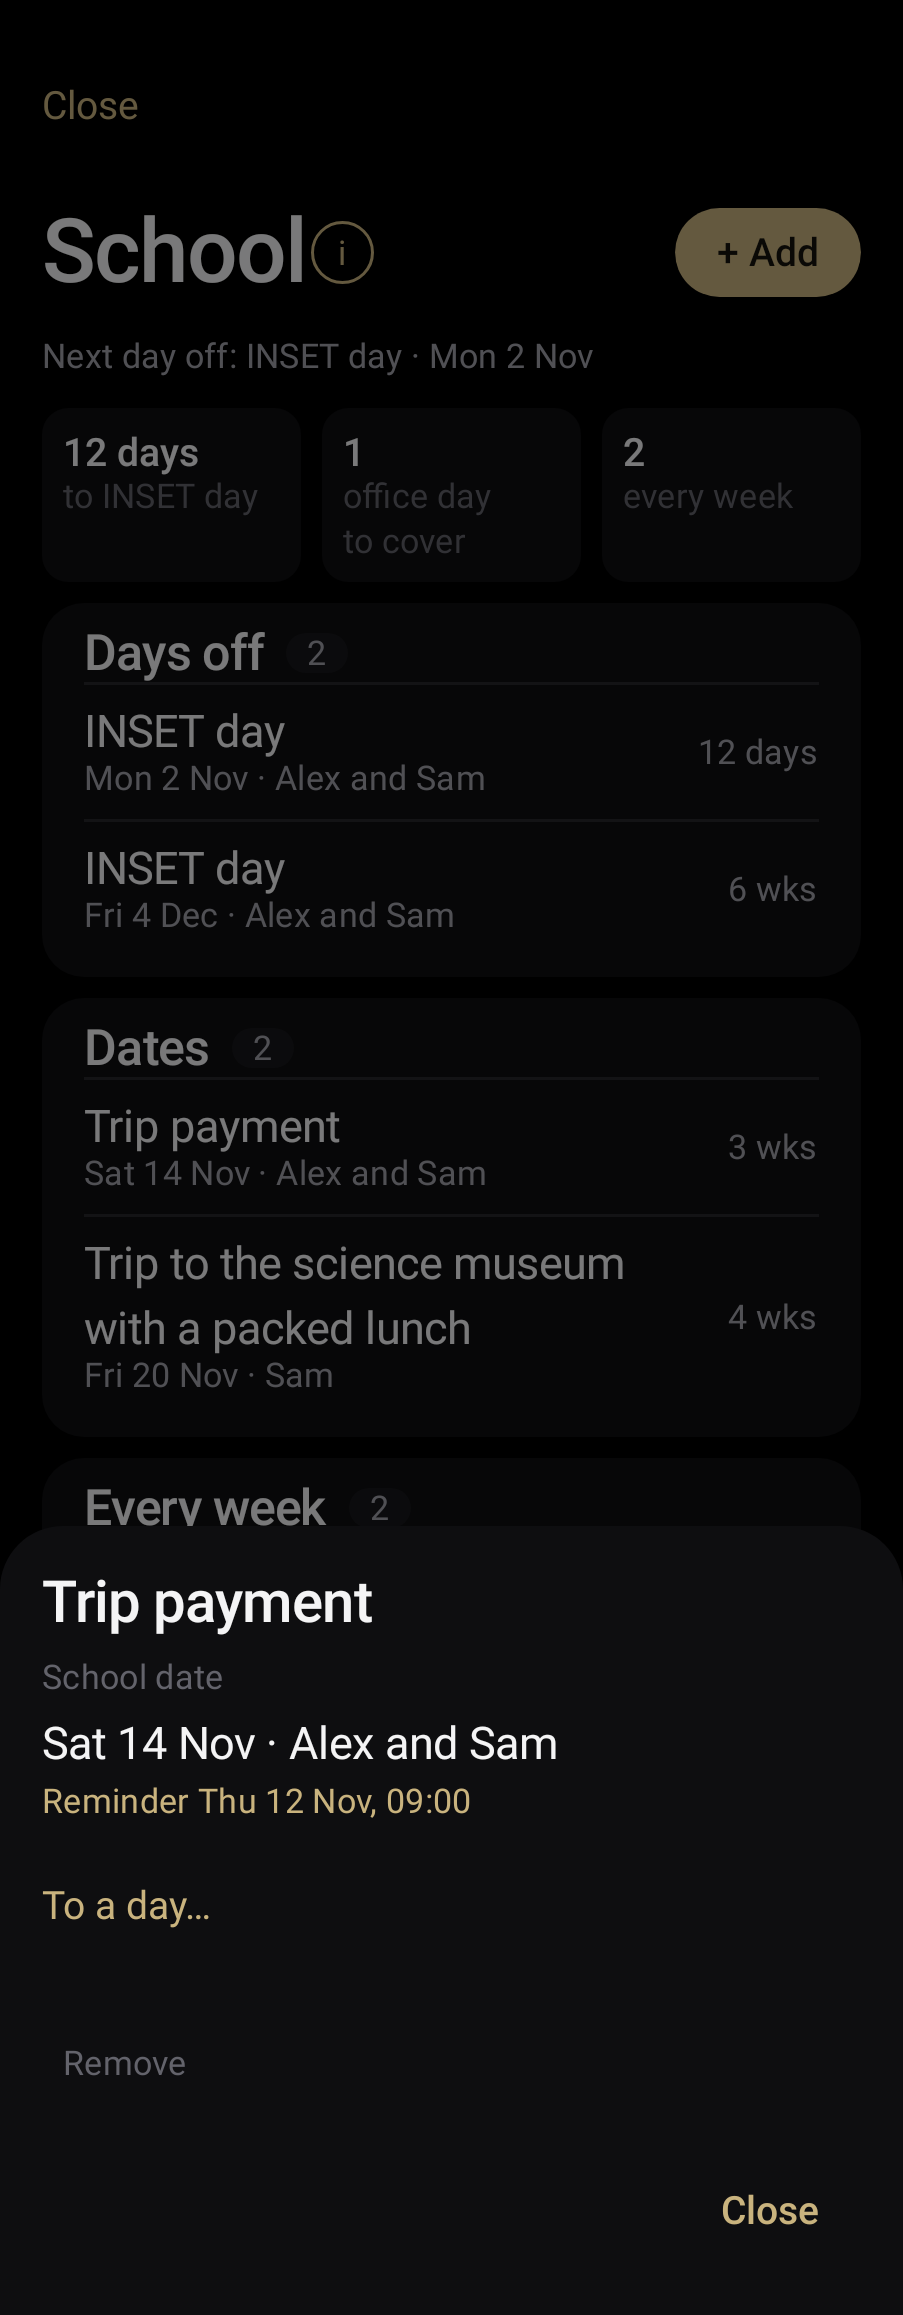 Close
School i
+ Add
Next day off: INSET day · Mon 2 Nov
12 days
to INSET day
1
office day
to cover
2
every week
Days off 2
INSET day
Mon 2 Nov · Alex and Sam
12 days
INSET day
Fri 4 Dec · Alex and Sam
6 wks
Dates 2
Trip payment
Sat 14 Nov · Alex and Sam
3 wks
Trip to the science museum
with a packed lunch
Fri 20 Nov · Sam
4 wks
Every week 2
Trip payment
School date
Sat 14 Nov · Alex and Sam
Reminder Thu 12 Nov, 09:00
To a day…
Remove
Close